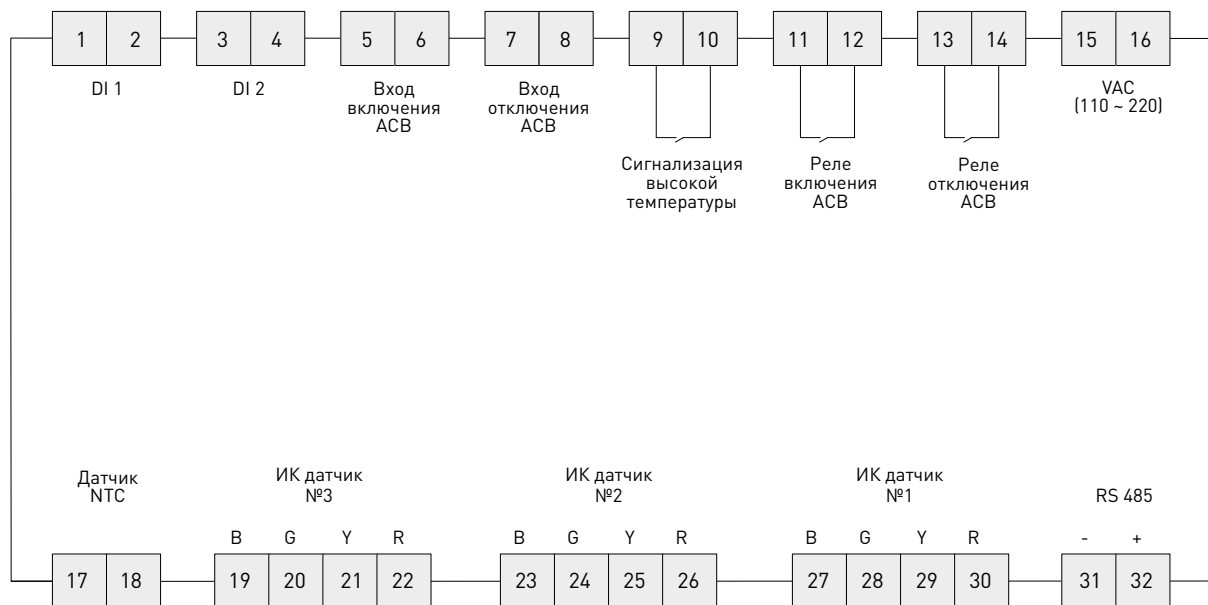 1 2 3 4 5 6 7 8 9 10 11 12 13 14 15 16
DI 1
DI 2
Вход
включения
ACB
Вход
отключения
ACB
Сигнализация
высокой
температуры
Реле
включения
ACB
Реле
отключения
ACB
VAC
(110 ~ 220)
Датчик
NTC
ИК датчик
№3
ИК датчик
№2
ИК датчик
№1
RS 485
B G Y R B G Y R B G Y R - +
17 18 19 20 21 22 23 24 25 26 27 28 29 30 31 32